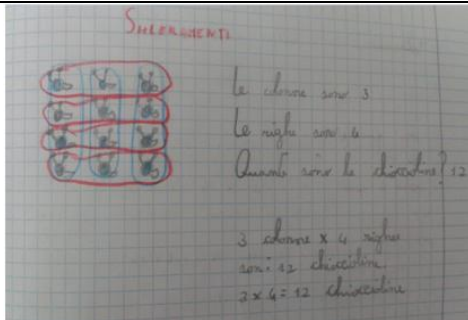 SCHIERAMENTI
Le colonne sono 3
Le righe sono 4
Quante sono le chioccioline? 12
3 colonne x 4 righe
sono: 12 chioccioline
3 x 4 = 12 chioccioline